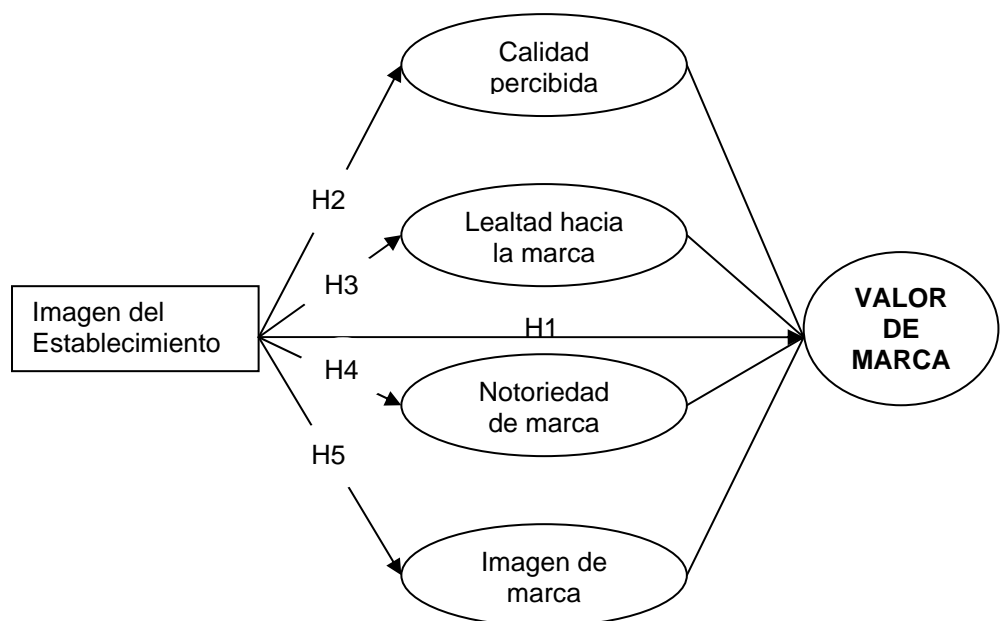 Calidad
percibida
H2
Lealtad hacia
la marca
H3
Imagen del
Establecimiento
H1
VALOR
DE
MARCA
H4
Notoriedad
de marca
H5
Imagen de
marca